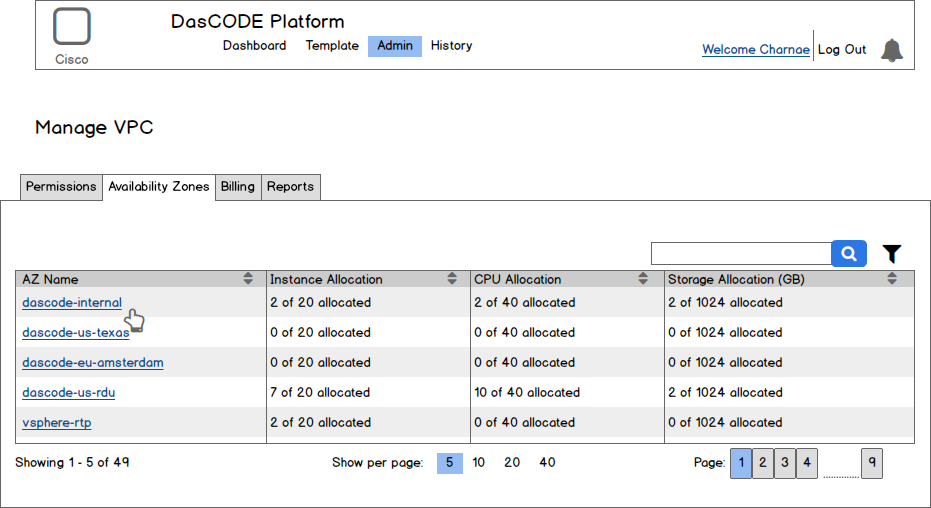 DasCODE Platform
Cisco
Dashboard Template Admin History
Welcome Charnae Log Out
Manage VPC
Permissions Availability Zones Billing Reports
AZ Name Instance Allocation CPU Allocation Storage Allocation (GB)
dascode-internal 2 of 20 allocated 2 of 40 allocated 2 of 1024 allocated
dascode-us-texas 0 of 20 allocated 0 of 40 allocated 0 of 1024 allocated
dascode-eu-amsterdam 0 of 20 allocated 0 of 40 allocated 0 of 1024 allocated
dascode-us-rdu 7 of 20 allocated 10 of 40 allocated 2 of 1024 allocated
vsphere-rtp 2 of 20 allocated 0 of 40 allocated 0 of 1024 allocated
Showing 1 - 5 of 49 Show per page: 5 10 20 40 Page: 1 2 3 4 ............. 9